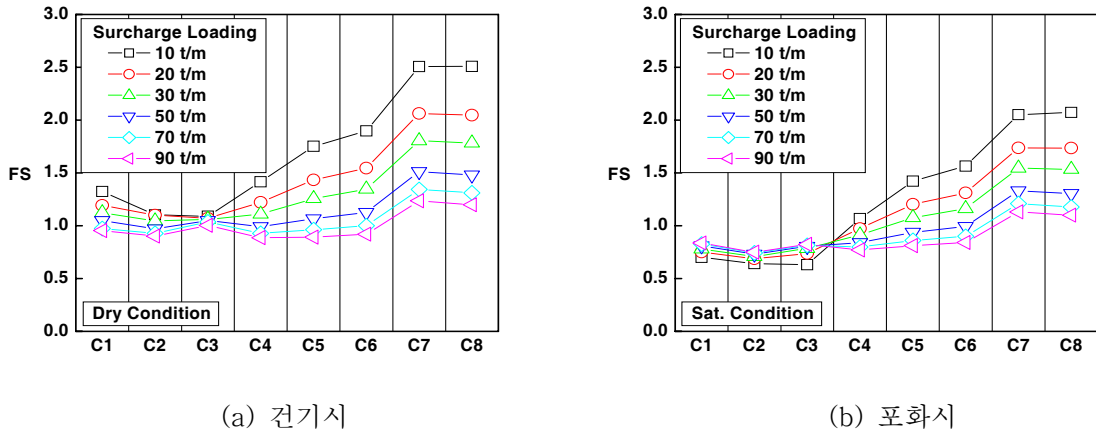 3.0
2.5
2.0
1.5
1.0
0.5
0.0
FS
Surcharge Loading
10 t/m
20 t/m
30 t/m
50 t/m
70 t/m
90 t/m
Dry Condition
C1 C2 C3 C4 C5 C6 C7 C8
(a) 건기시
3.0
2.5
2.0
1.5
1.0
0.5
0.0
FS
Surcharge Loading
10 t/m
20 t/m
30 t/m
50 t/m
70 t/m
90 t/m
Sat. Condition
C1 C2 C3 C4 C5 C6 C7 C8
(b) 포화시